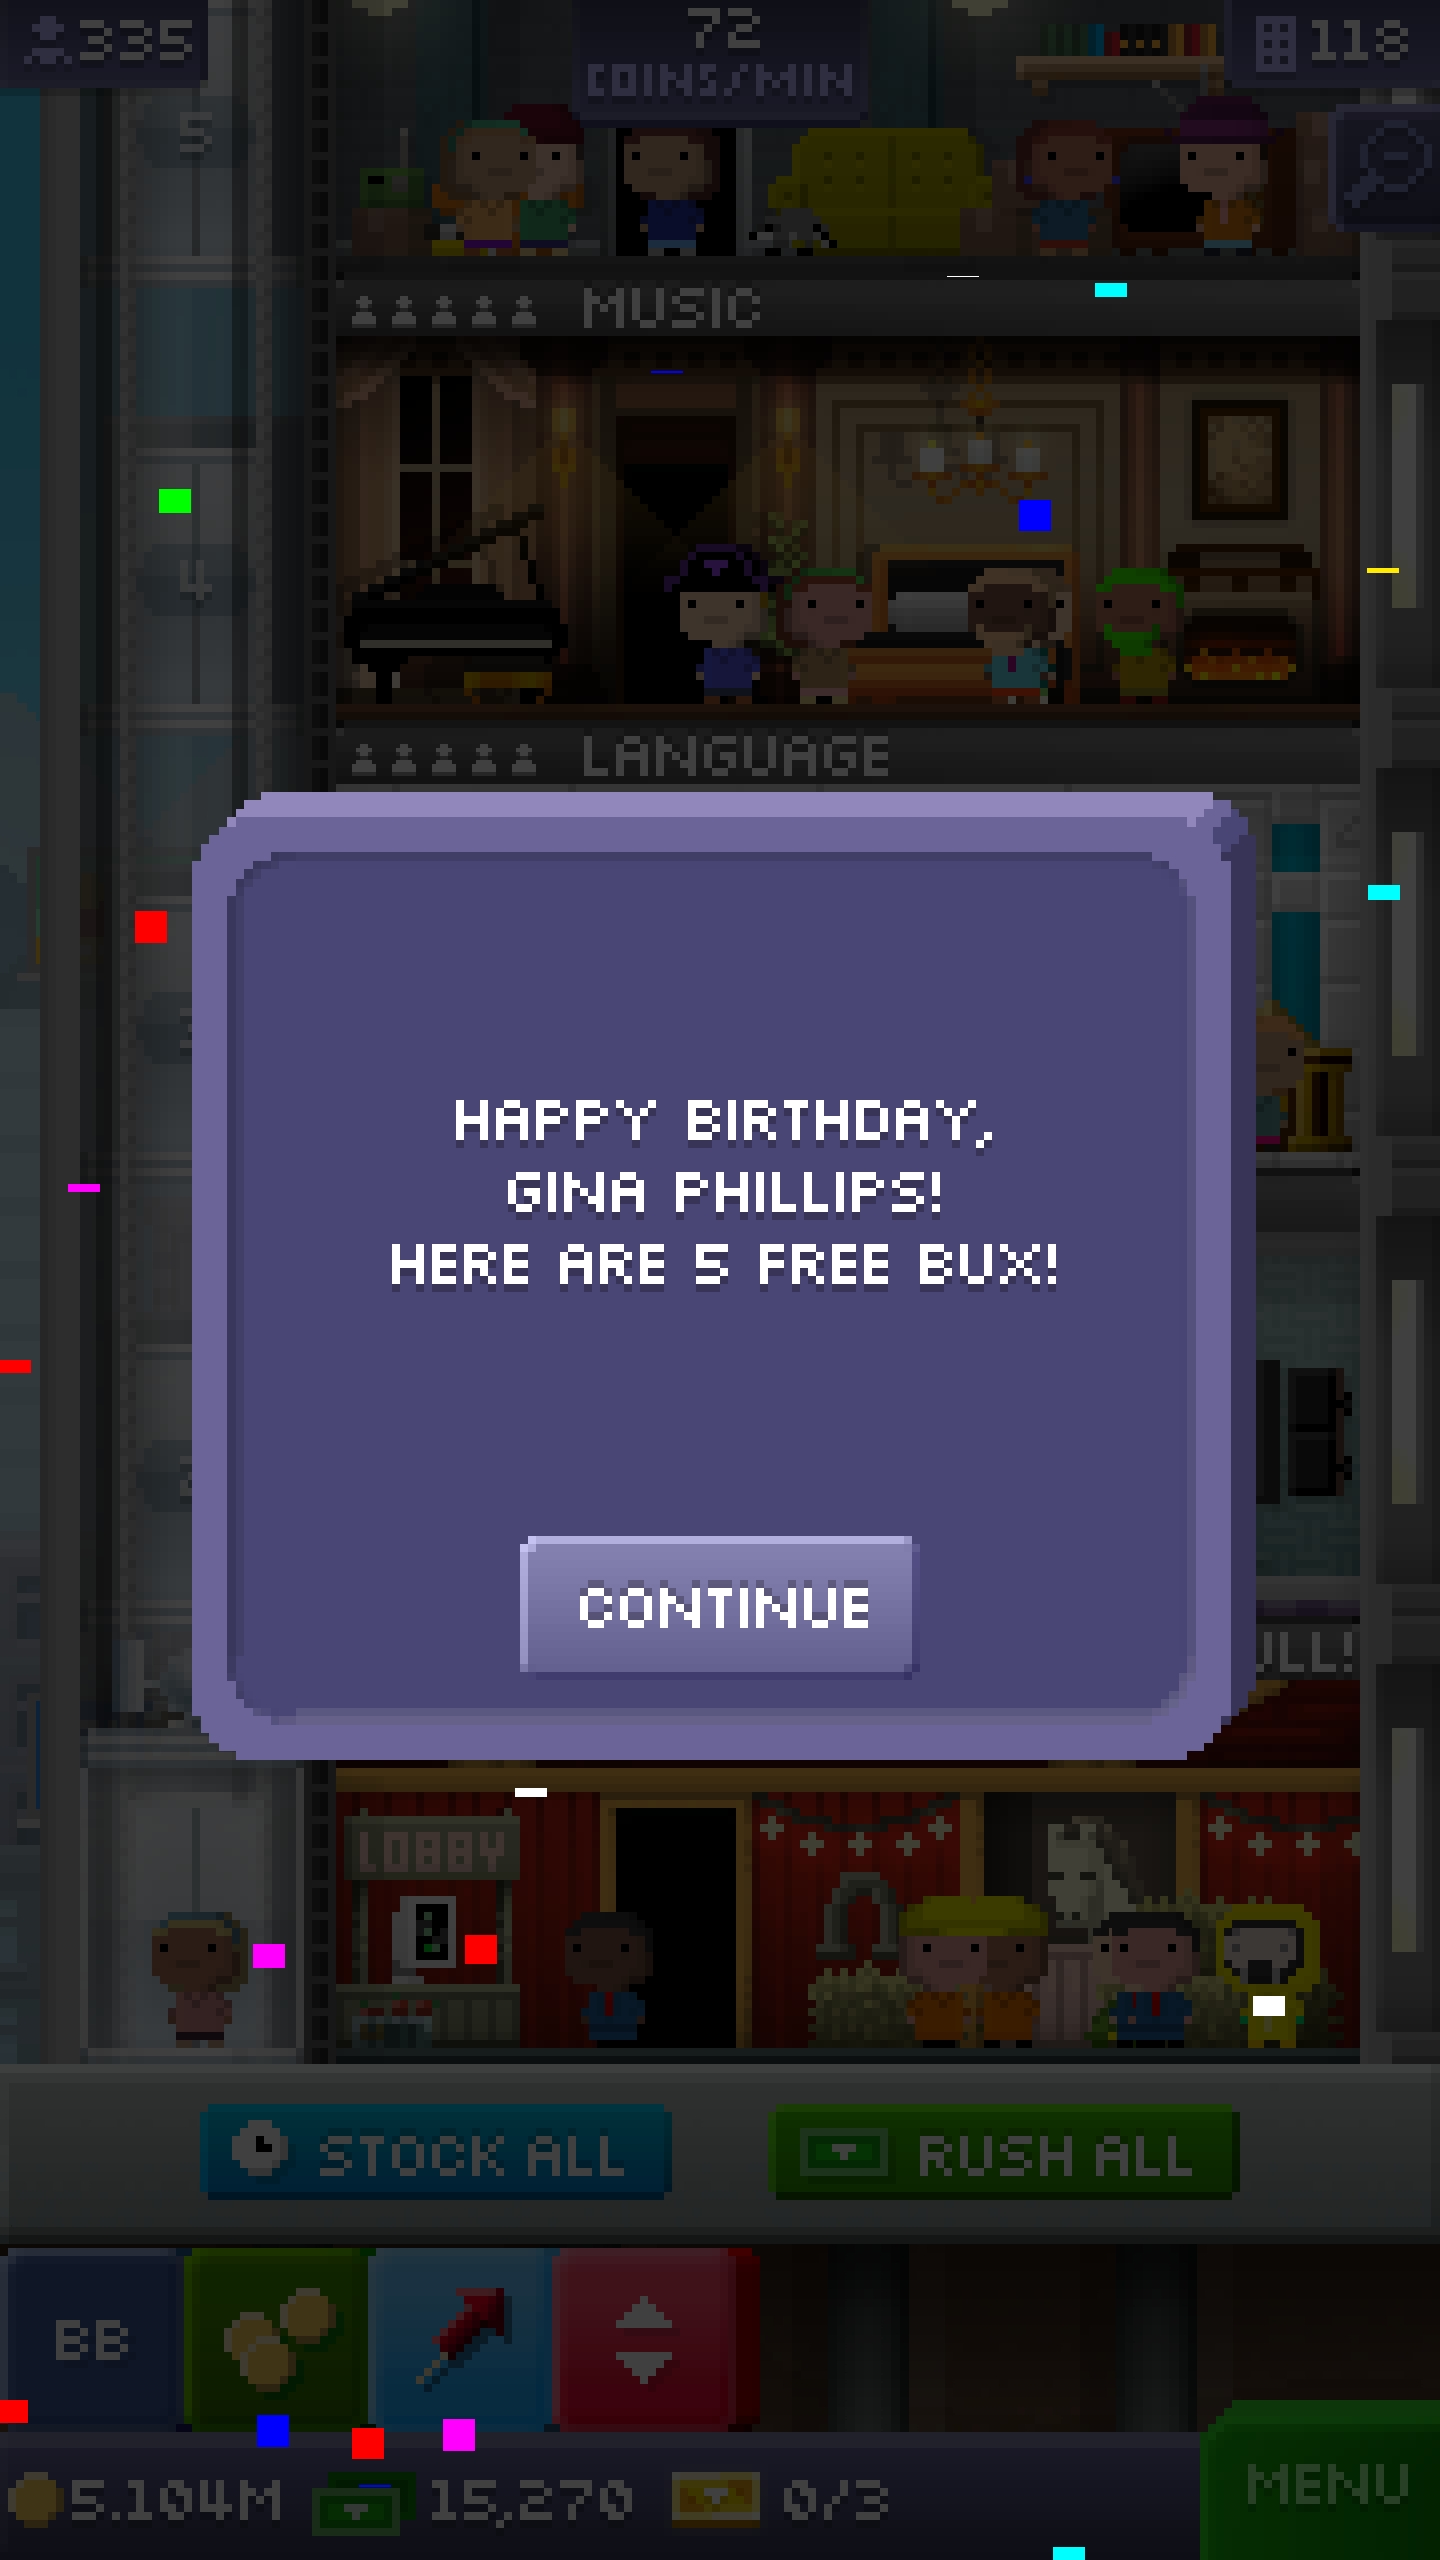 335
72
COINS/MIN
118
5
MUSIC
4
LANGUAGE
HAPPY BIRTHDAY,
GINA PHILLIPS!
HERE ARE 5 FREE BUX!
CONTINUE
LOBBY
STOCK ALL
RUSH ALL
BB
5.104M
15,270
0/3
MENU